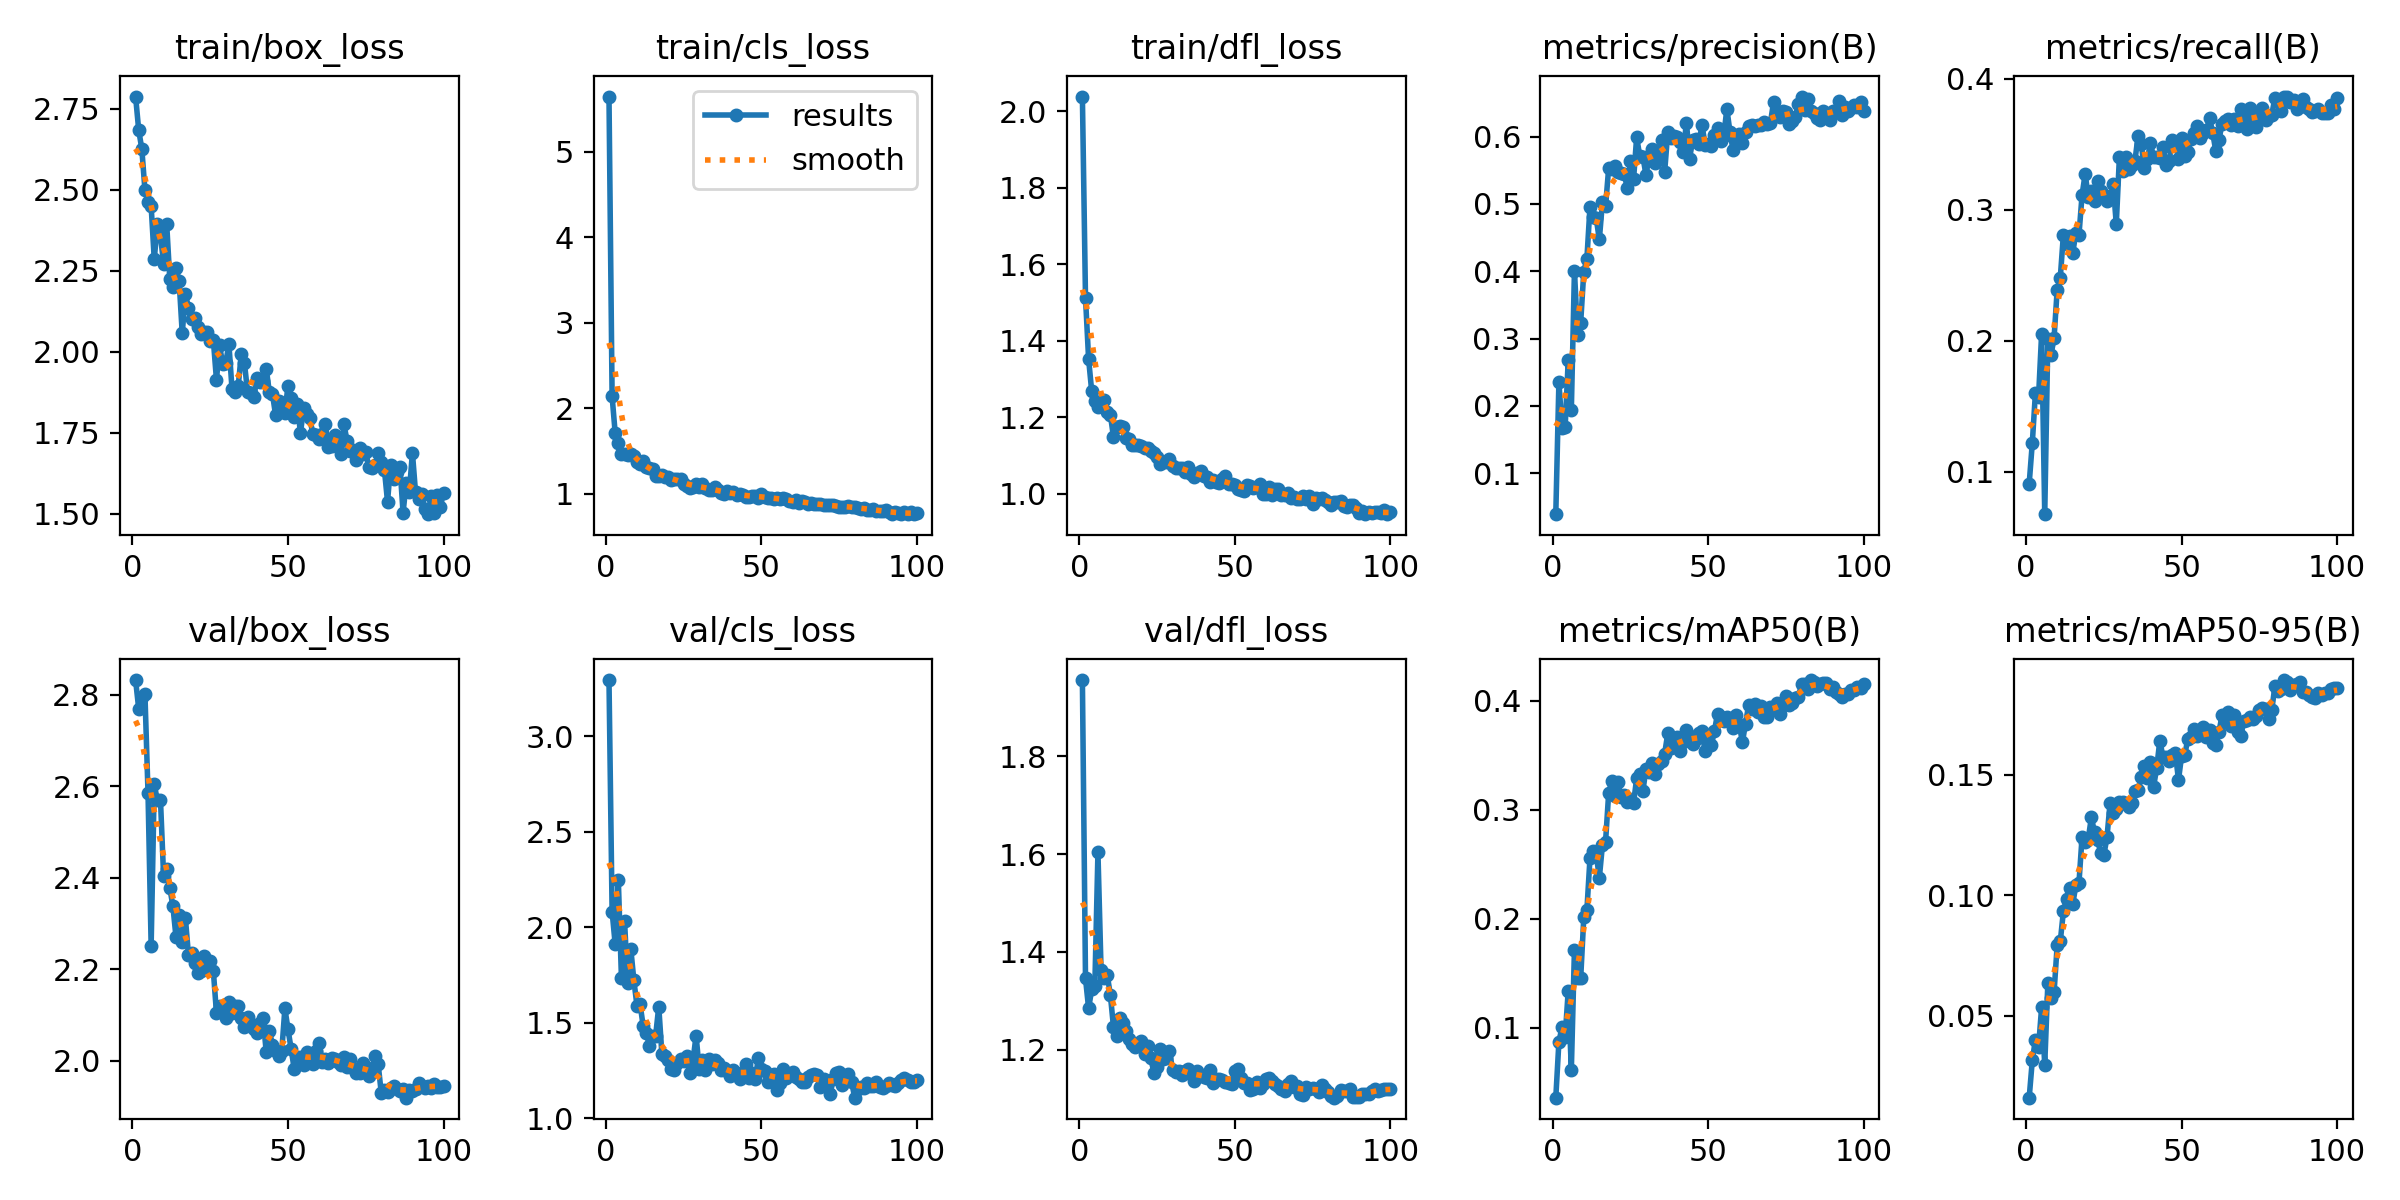 train/box_loss
2.75
2.50
2.25
2.00
1.75
1.50
0 50 100
train/cls_loss
results
smooth
5
4
3
2
1
0 50 100
train/dfl_loss
2.0
1.8
1.6
1.4
1.2
1.0
0 50 100
metrics/precision(B)
0.6
0.5
0.4
0.3
0.2
0.1
0 50 100
metrics/recall(B)
0.4
0.3
0.2
0.1
0 50 100
val/box_loss
2.8
2.6
2.4
2.2
2.0
0 50 100
val/cls_loss
3.0
2.5
2.0
1.5
1.0
0 50 100
val/dfl_loss
1.8
1.6
1.4
1.2
0 50 100
metrics/mAP50(B)
0.4
0.3
0.2
0.1
0 50 100
metrics/mAP50-95(B)
0.15
0.10
0.05
0 50 100